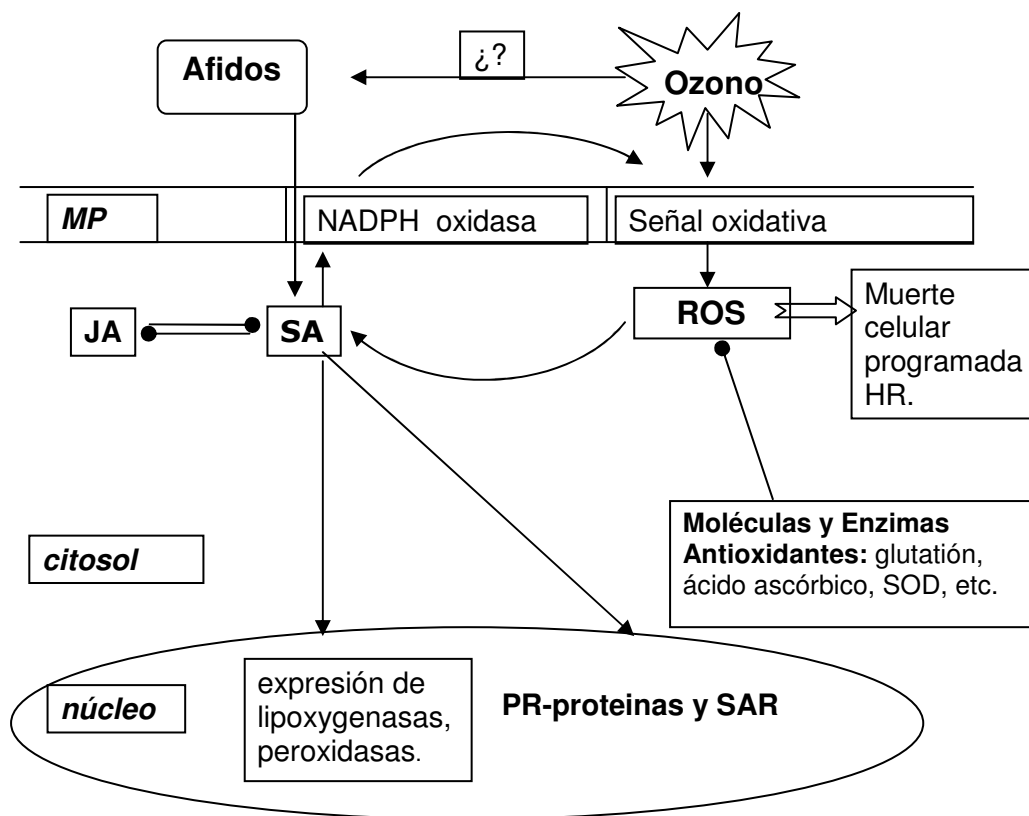 ¿?
Afidos
Ozono
MP
NADPH oxidasa
Señal oxidativa
JA
SA
ROS
Muerte
celular
programada
HR.
Moléculas y Enzimas
Antioxidantes: glutatión,
ácido ascórbico, SOD, etc.
citosol
núcleo
expresión de
lipoxygenasas,
peroxidasas.
PR-proteinas y SAR